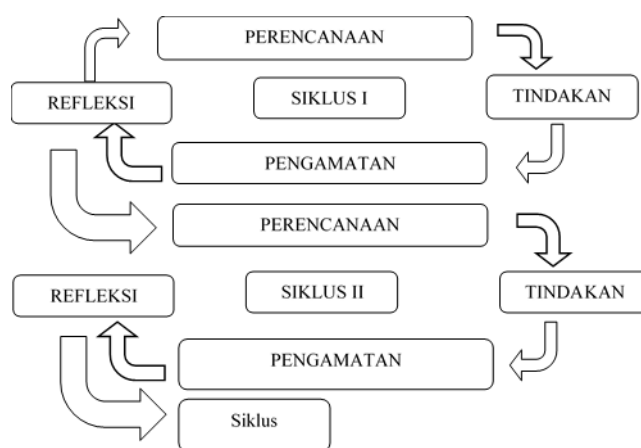 PERENCANAAN
REFLEKSI
SIKLUS I
TINDAKAN
PENGAMATAN
PERENCANAAN
REFLEKSI
SIKLUS II
TINDAKAN
PENGAMATAN
Siklus